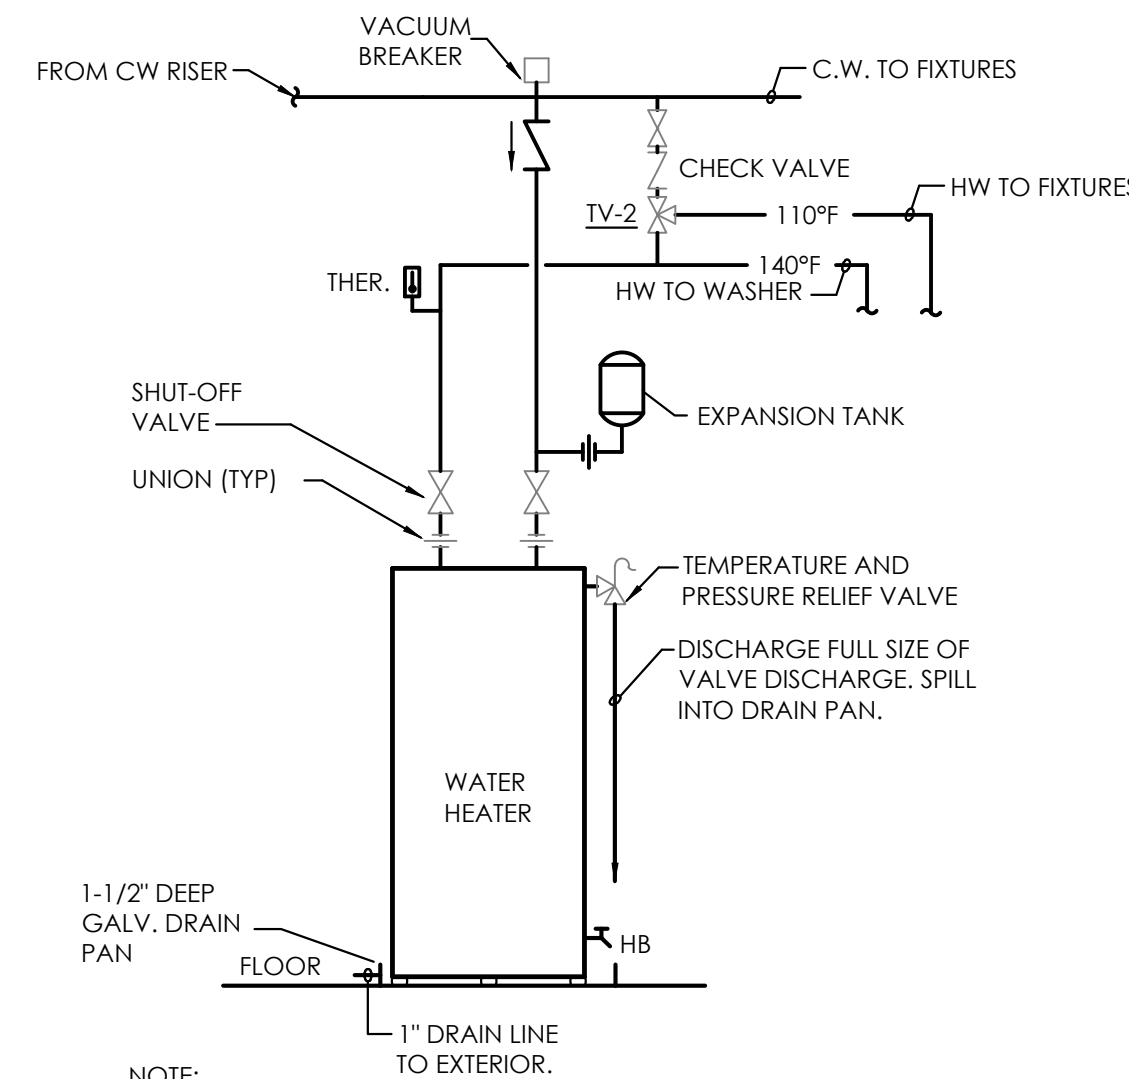 VACUUM
BREAKER
FROM CW RISER
C.W. TO FIXTURES
CHECK VALVE
HW TO FIXTURES
TV-2
110°F
140°F
THER.
HW TO WASHER
SHUT-OFF
VALVE
EXPANSION TANK
UNION (TYP)
TEMPERATURE AND
PRESSURE RELIEF VALVE
DISCHARGE FULL SIZE OF
VALVE DISCHARGE. SPILL
INTO DRAIN PAN.
WATER
HEATER
1-1/2" DEEP
GALV. DRAIN
PAN
HB
FLOOR
1" DRAIN LINE
TO EXTERIOR.
NOTE: